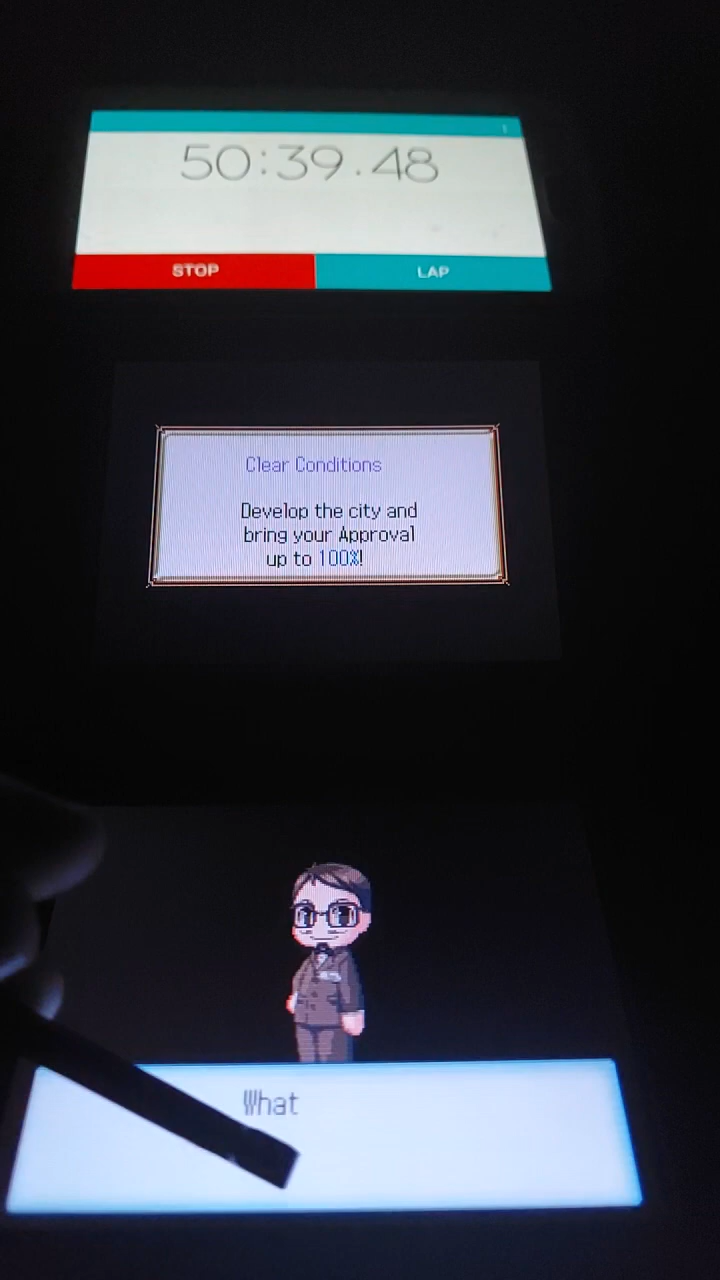 50:39.48
STOP
LAP
Clear Conditions
Develop the city and
bring your Approval
up to 100%!
What